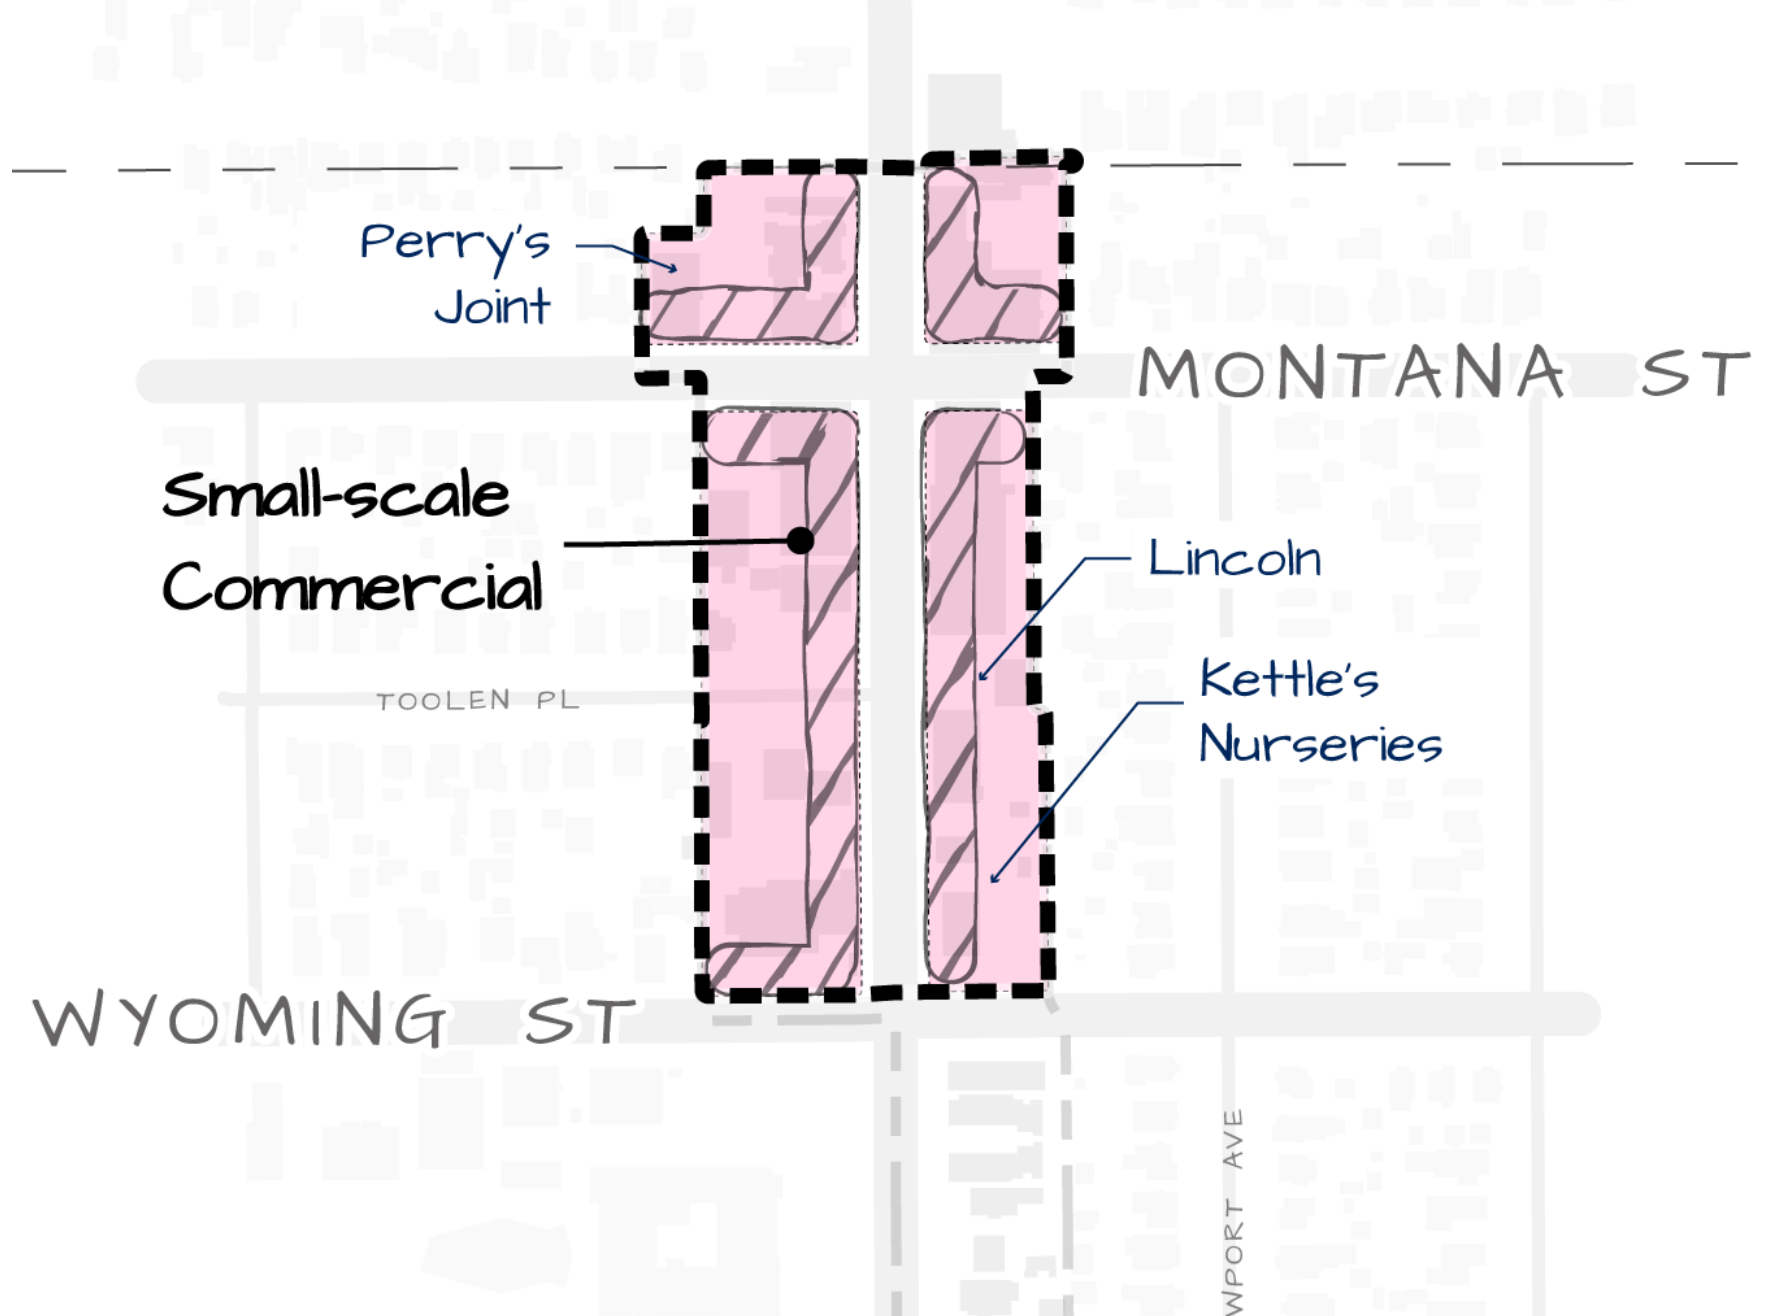 Perry's
Joint
MONTANA ST
Small-scale
Commercial
Lincoln
Kettle's
Nurseries
TOOLEN PL
WYOMING ST
WPORT AVE